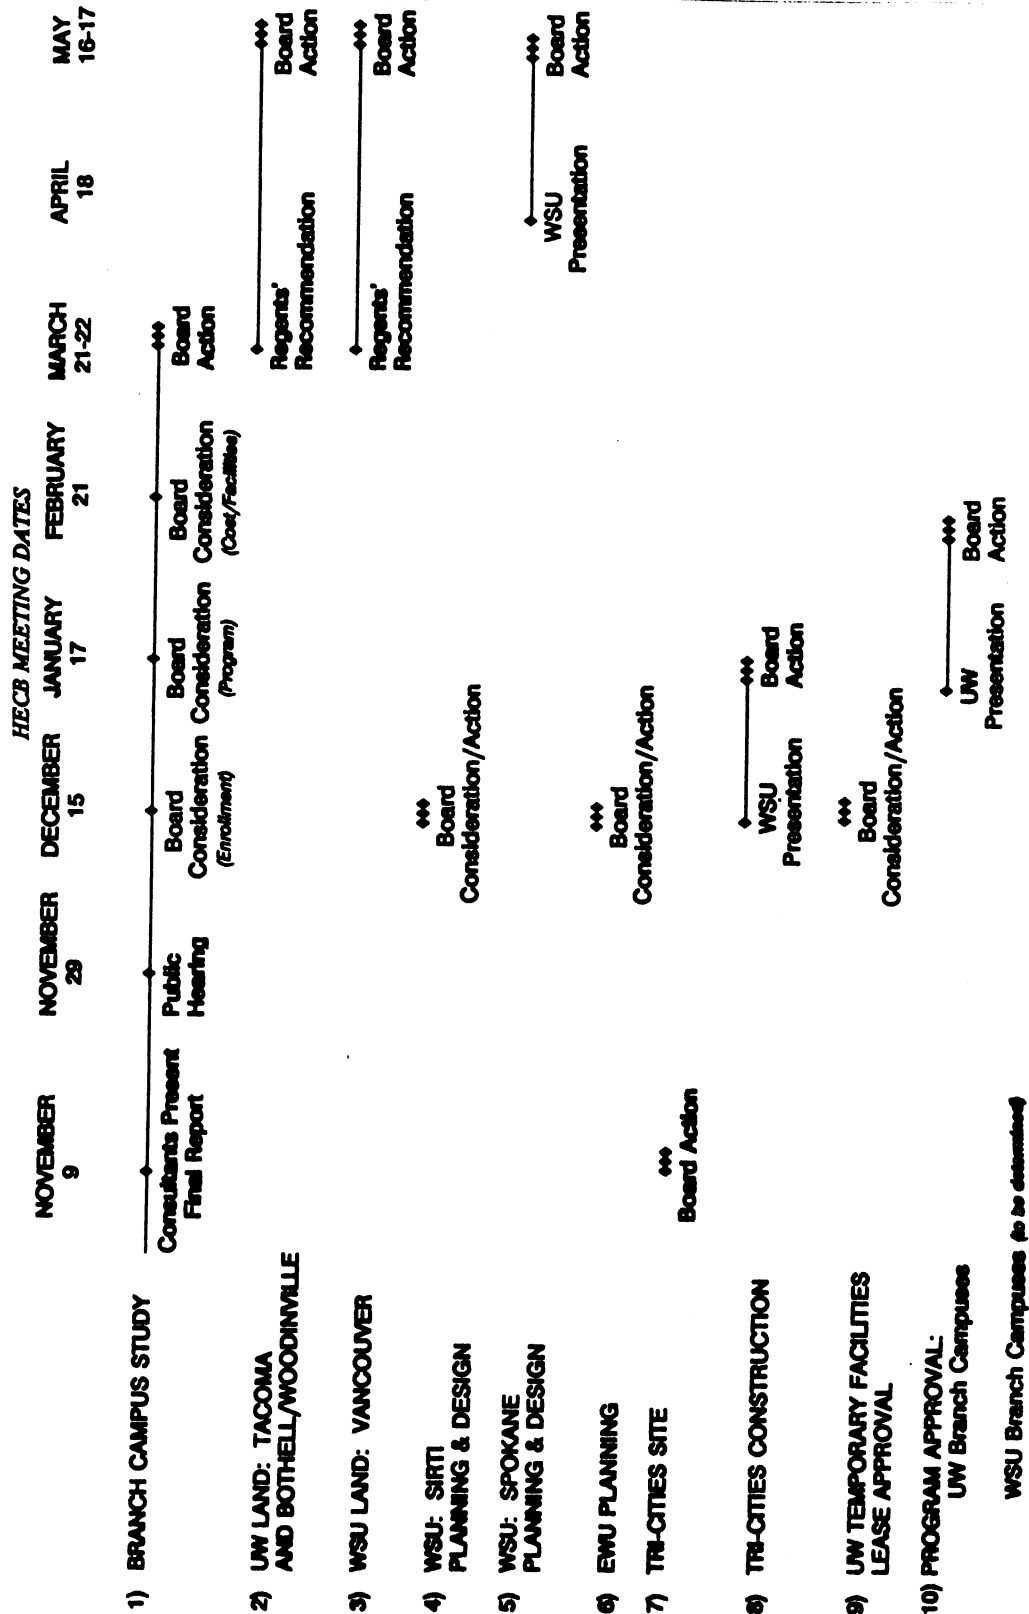 HECB MEETING DATES
NOVEMBER NOVEMBER DECEMBER JANUARY FEBRUARY MARCH APRIL MAY
9 29 15 17 21 21-22 18 16-17
1) BRANCH CAMPUS STUDY
Consultants Present Public Board Board Board Board
Final Report Hearing Consideration Consideration Consideration Action
(Enrollment) (Program) (Cost/Facilities)
2) UW LAND: TACOMA
AND BOTHELL/WOODINVILLE
Regents' Board
Recommendation Action
3) WSU LAND: VANCOUVER
Regents' Board
Recommendation Action
4) WSU: SIRTI
PLANNING & DESIGN
Board
Consideration/Action
5) WSU: SPOKANE
PLANNING & DESIGN
WSU Board
Presentation Action
6) EWU PLANNING
Board
Consideration/Action
7) TRI-CITIES SITE
Board Action
8) TRI-CITIES CONSTRUCTION
WSU Board
Presentation Action
9) UW TEMPORARY FACILITIES
LEASE APPROVAL
Board
Consideration/Action
10) PROGRAM APPROVAL:
UW Branch Campuses
UW Board
Presentation Action
WSU Branch Campuses (to be determined)